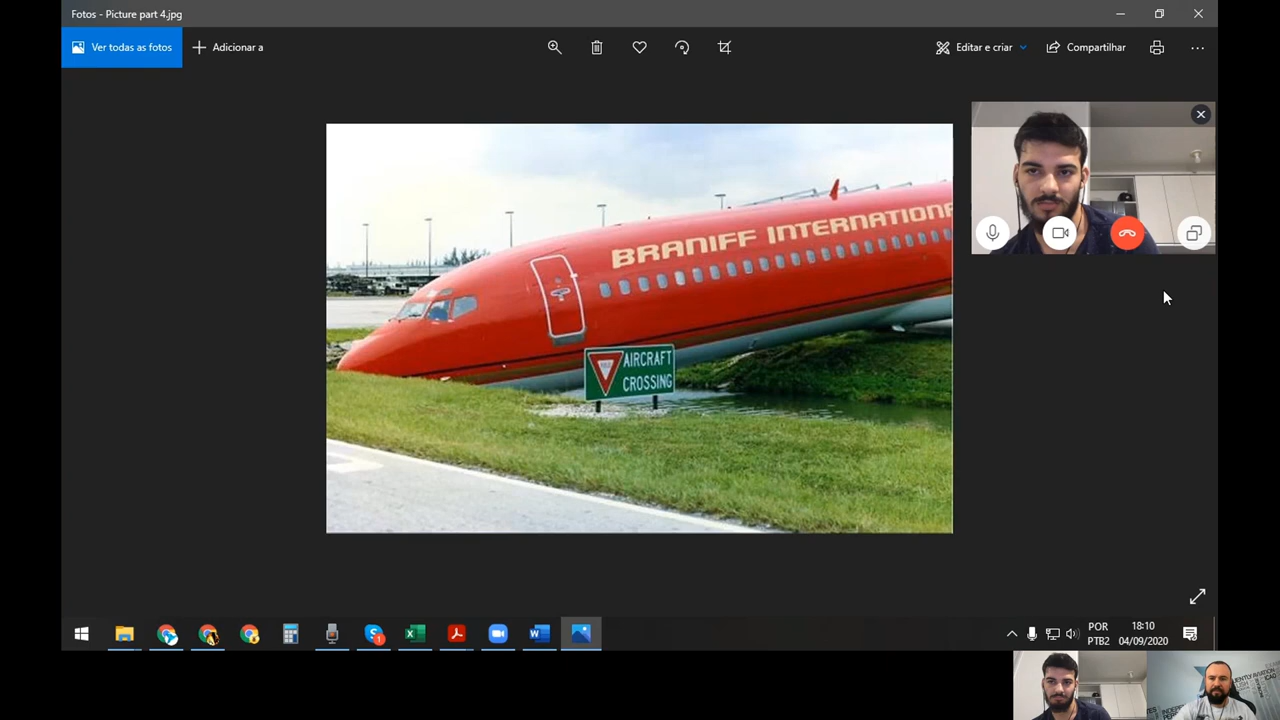 Fotos - Picture part 4.jpg
Ver todas as fotos
Adicionar a
Editar e criar
Compartilhar
BRANIFF INTERNATIONA
AIRCRAFT
CROSSING
POR
PTB2
18:10
04/09/2020